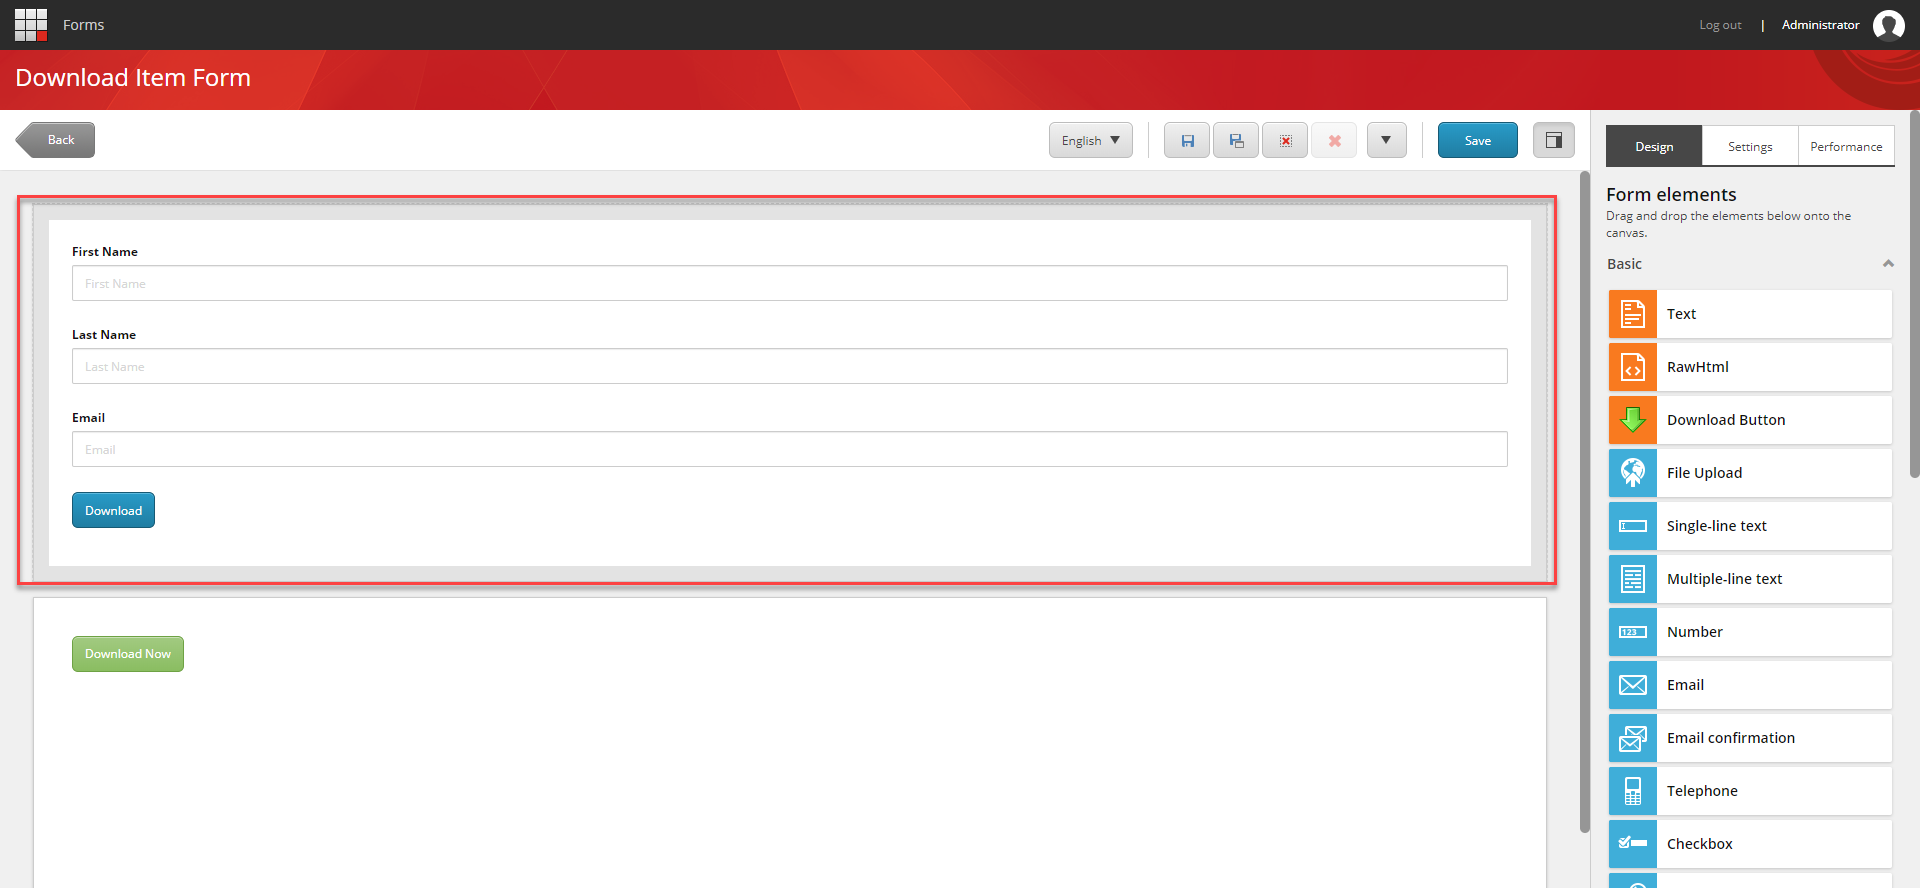 Forms
Log out | Administrator
Download Item Form
Back
English
Save
Design
Settings
Performance
Form elements
Drag and drop the elements below onto the
canvas.
Basic
First Name
First Name
Last Name
Last Name
Email
Email
Download
Download Now
Text
RawHtml
Download Button
File Upload
Single-line text
Multiple-line text
123
Number
Email
Email confirmation
Telephone
Checkbox